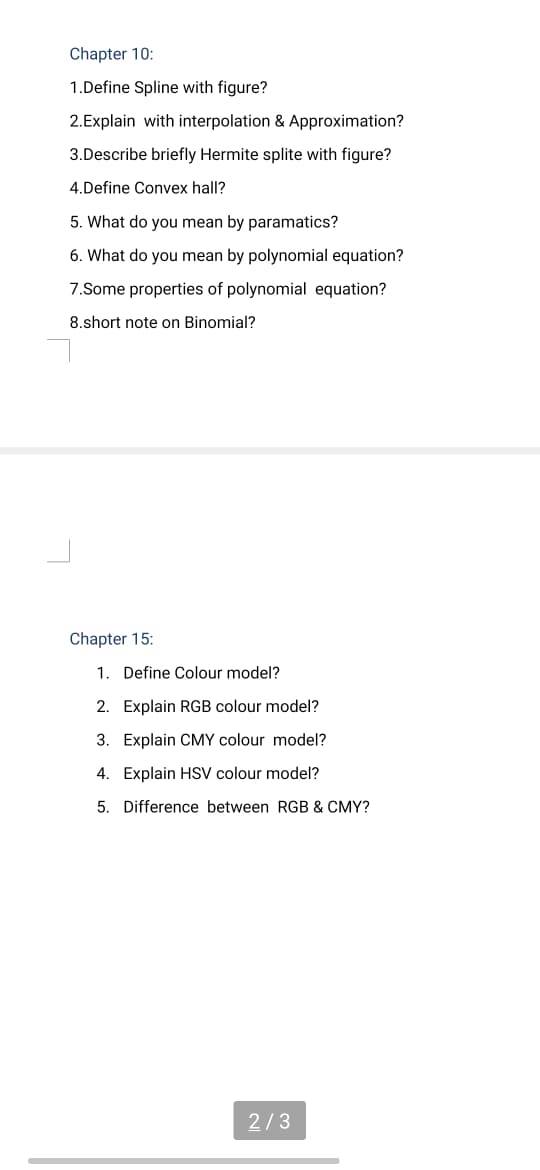 Chapter 10:
1.Define Spline with figure?
2.Explain with interpolation & Approximation?
3.Describe briefly Hermite splite with figure?
4.Define Convex hall?
5. What do you mean by paramatics?
6. What do you mean by polynomial equation?
7.Some properties of polynomial equation?
8.short note on Binomial?
Chapter 15:
1. Define Colour model?
2. Explain RGB colour model?
3. Explain CMY colour model?
4. Explain HSV colour model?
5. Difference between RGB & CMY?
2 / 3